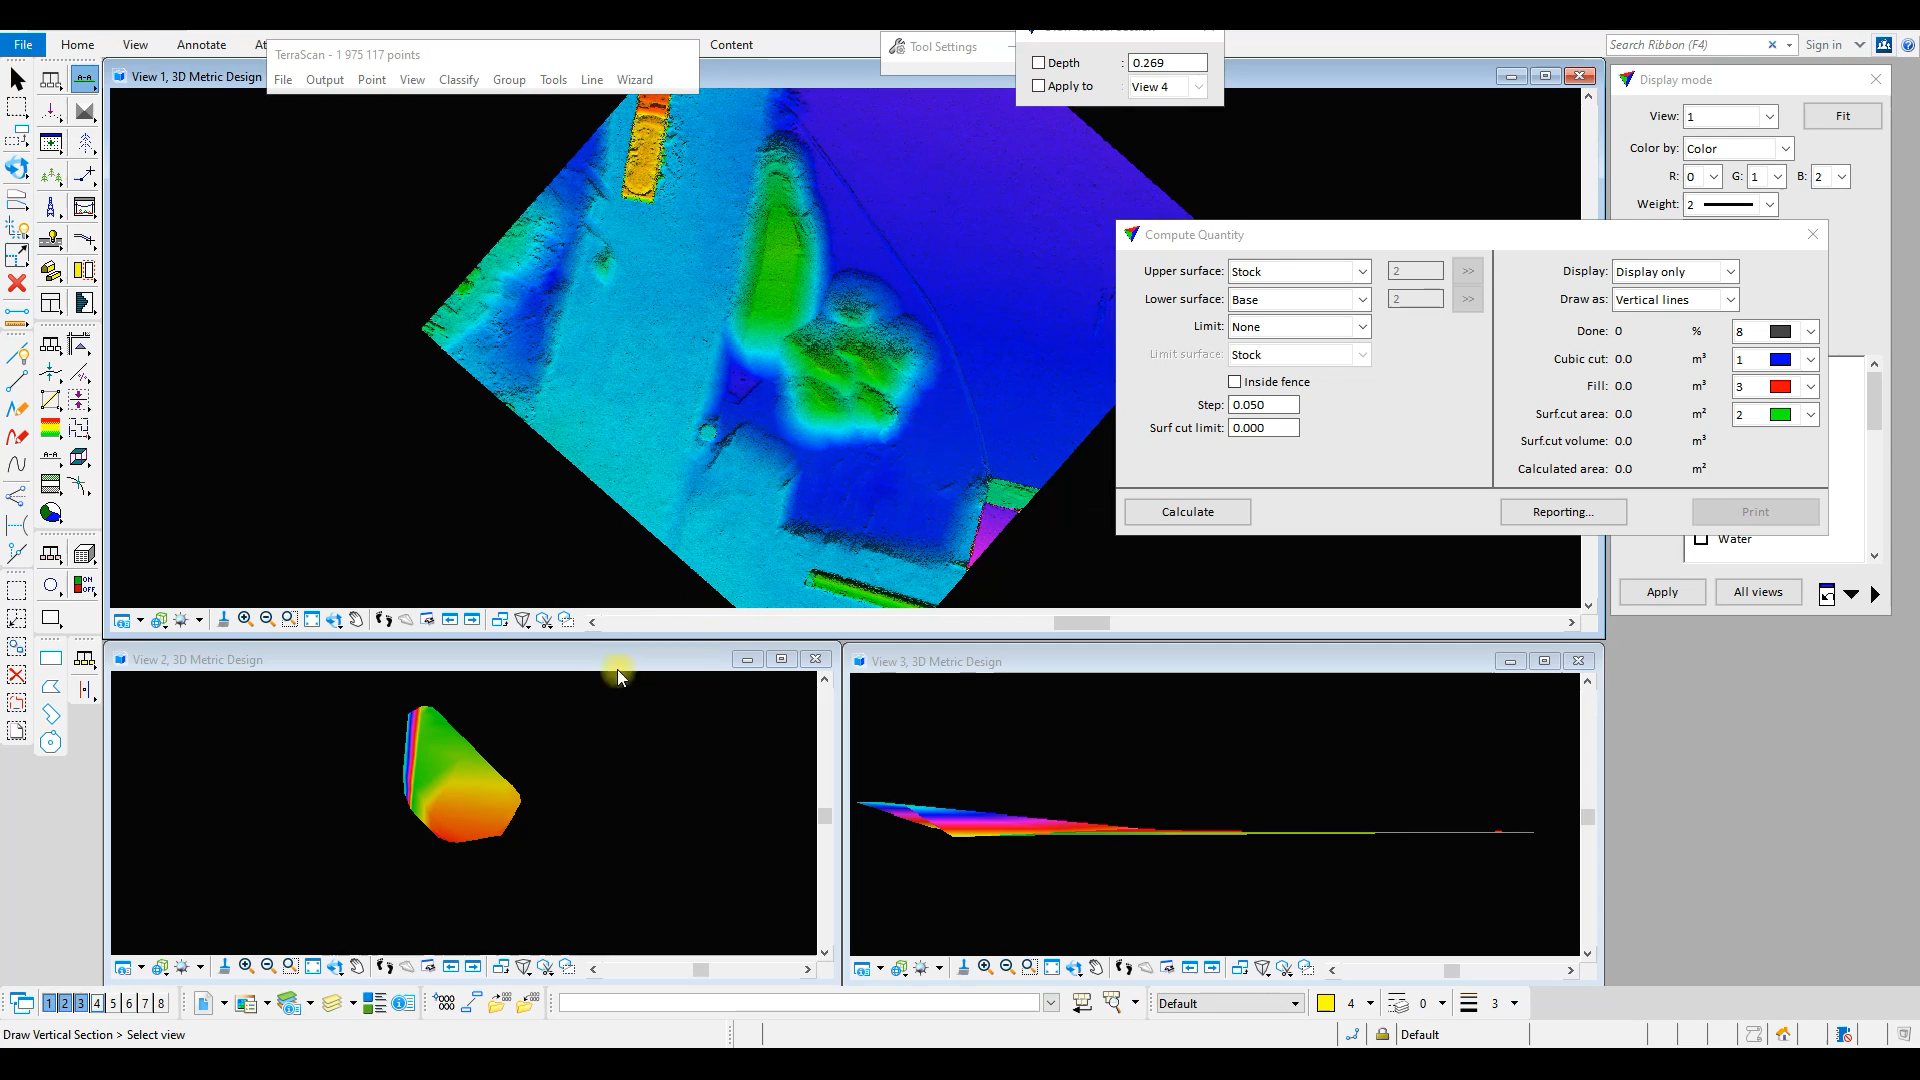 File Home View Annotate At Content Search Ribbon (F4) Sign in
TerraScan - 1 975 117 points
File Output Point View Classify Group Tools Line Wizard
Tool Settings
Depth : 0.269
Apply to : View 4
View 1, 3D Metric Design
Display mode
View: 1 Fit
Color by: Color
R: 0 G: 1 B: 2
Weight: 2
Compute Quantity
Upper surface: Stock 2 >> Display: Display only
Lower surface: Base 2 >> Draw as: Vertical lines
Limit: None Done: 0 % 8
Limit surface: Stock Cubic cut: 0.0 m³ 1
Inside fence Fill: 0.0 m³ 3
Step: 0.050 Surf.cut area: 0.0 m² 2
Surf cut limit: 0.000 Surf.cut volume: 0.0 m³
Calculated area: 0.0 m²
Calculate Reporting... Print
Water
Apply All views
ON
OFF
View 2, 3D Metric Design
View 3, 3D Metric Design
1 2 3 4 5 6 7 8 Default 4 0 3
Draw Vertical Section > Select view Default